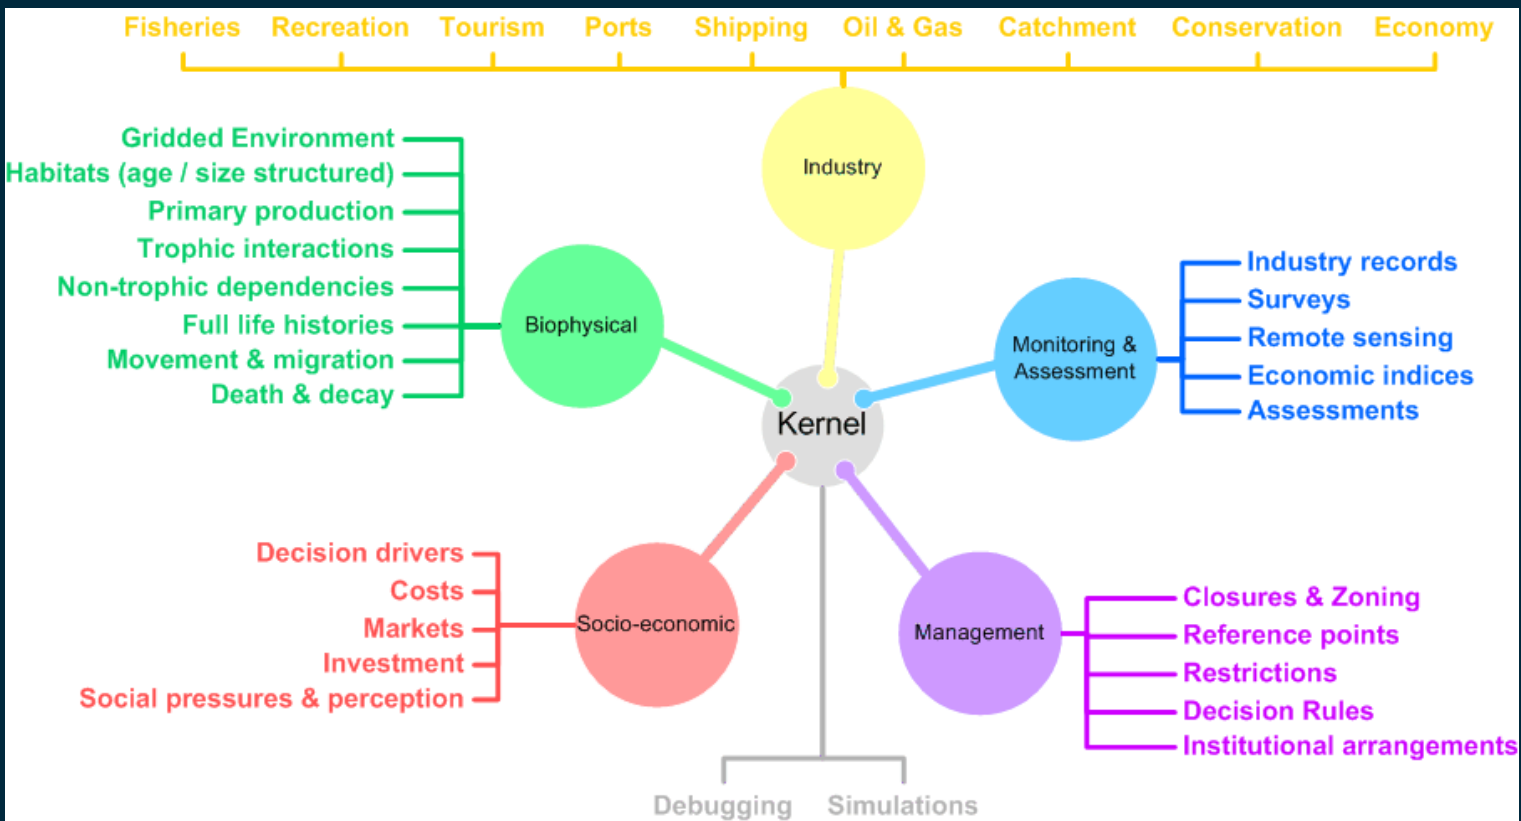 Fisheries
Recreation
Tourism
Ports
Shipping
Oil & Gas
Catchment
Conservation
Economy
Industry
Gridded Environment
Habitats (age / size structured)
Primary production
Trophic interactions
Non-trophic dependencies
Full life histories
Movement & migration
Death & decay
Biophysical
Monitoring &
Assessment
Industry records
Surveys
Remote sensing
Economic indices
Assessments
Kernel
Decision drivers
Costs
Markets
Investment
Social pressures & perception
Socio-economic
Management
Closures & Zoning
Reference points
Restrictions
Decision Rules
Institutional arrangements
Debugging
Simulations